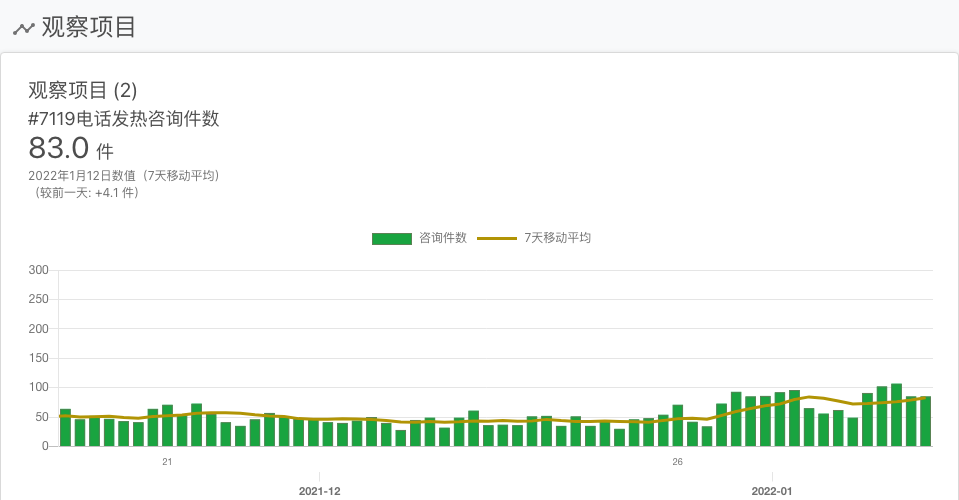 观察项目
观察项目 (2)
#7119电话发热咨询件数
83.0 件
2022年1月12日数值（7天移动平均）
（较前一天: +4.1 件）
咨询件数 7天移动平均
300
250
200
150
100
50
0
21 26
2021-12 2022-01